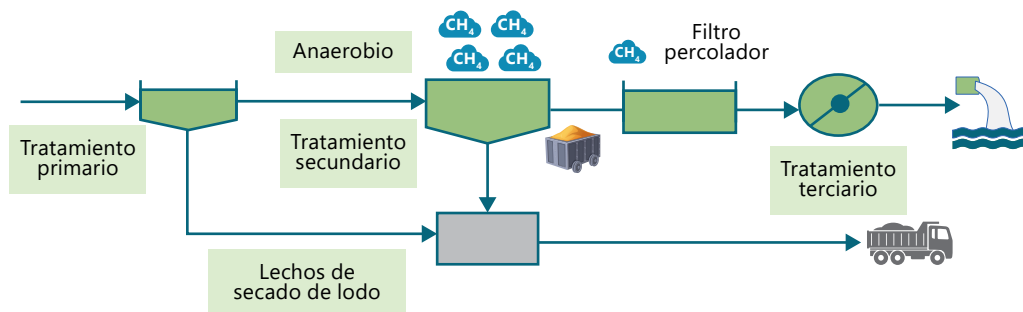 CH4 CH4
CH4 CH4
CH4
Filtro
percolador
Anaerobio
Tratamiento
primario
Tratamiento
secundario
Tratamiento
terciario
Lechos de
secado de lodo